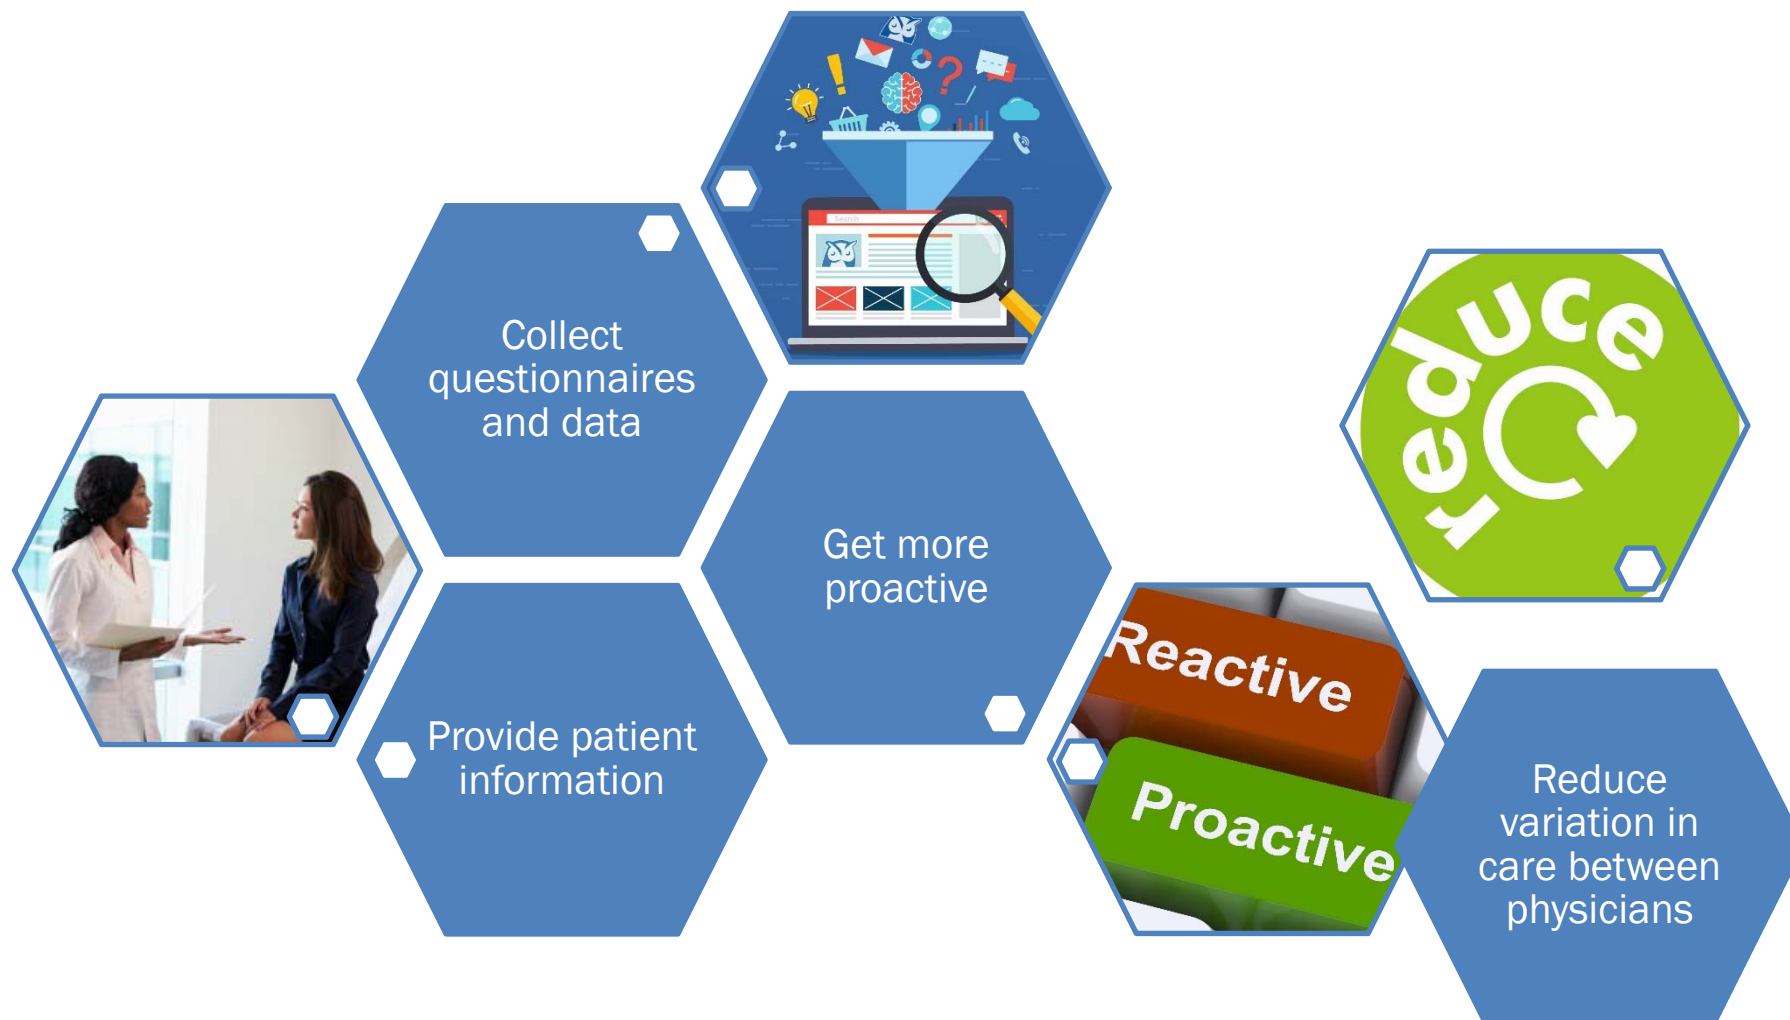 Search
Collect
questionnaires
and data
reduce
Get more
proactive
Reactive
Proactive
Provide patient
information
Reduce
variation in
care between
physicians